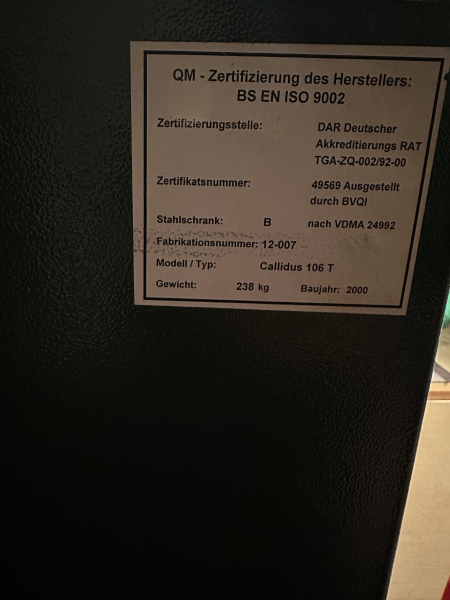 QM - Zertifizierung des Herstellers:
BS EN ISO 9002
Zertifizierungsstelle: DAR Deutscher
Akkreditierungs RAT
TGA-ZQ-002/92-00
Zertifikatsnummer: 49569 Ausgestellt
durch BVQI
Stahlschrank: B nach VDMA 24992
Fabrikationsnummer: 12-007
Modell / Typ: Callidus 106 T
Gewicht: 238 kg Baujahr: 2000